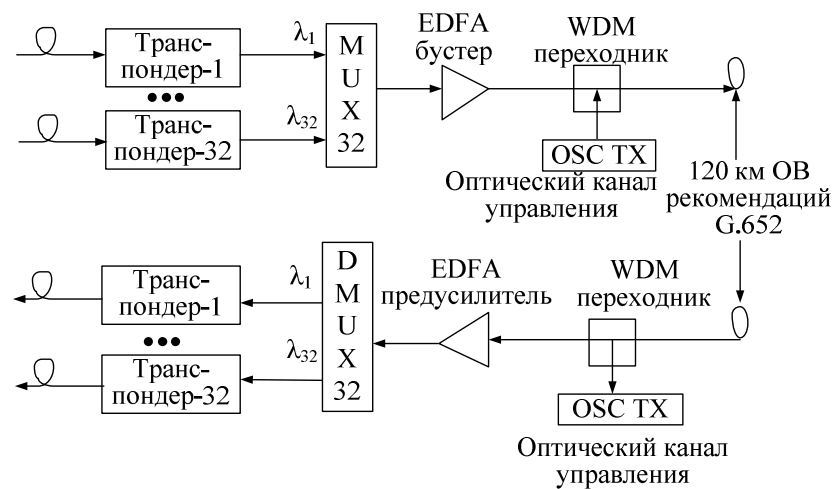 Транс-
пондер-1
λ1
•••
Транс-
пондер-32
λ32
M
U
X
32
EDFA
бустер
WDM
переходник
OSC TX
Оптический канал
управления
120 км ОВ
рекомендаций
G.652
Транс-
пондер-1
λ1
•••
Транс-
пондер-32
λ32
D
M
U
X
32
EDFA
предусилитель
WDM
переходник
OSC TX
Оптический канал
управления